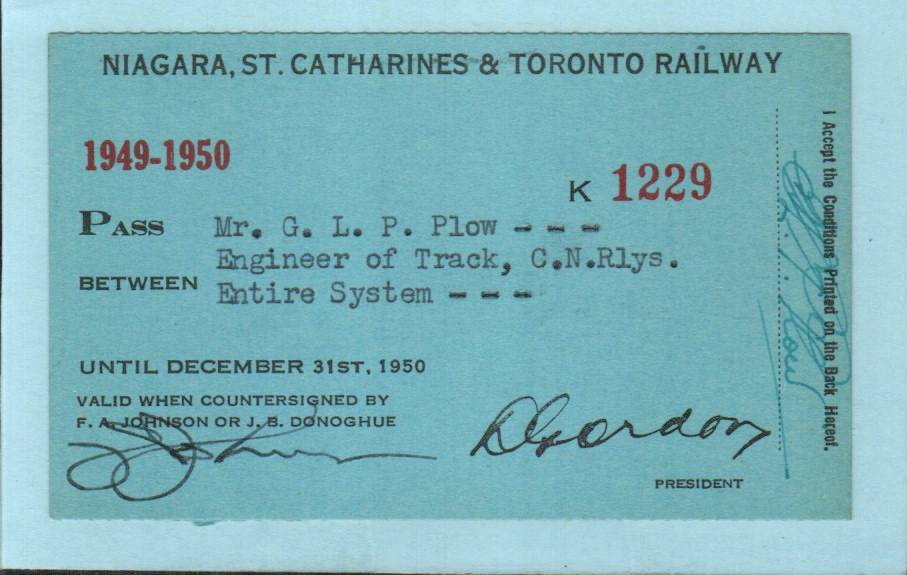 NIAGARA, ST. CATHARINES & TORONTO RAILWAY
1949-1950
K 1229
PASS Mr. G. L. P. Plow - - -
Engineer of Track, C.N.Rlys.
BETWEEN Entire System - - -
UNTIL DECEMBER 31ST, 1950
VALID WHEN COUNTERSIGNED BY
F. A. JOHNSON OR J. B. DONOGHUE
D Gordon
PRESIDENT
I Accept the Conditions Printed on the Back Hereof.